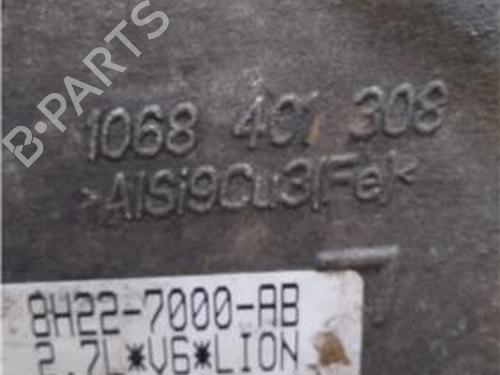 B-PARTS
1068 401 308
>AlSi9Cu3(Fe)<
8H22-7000-AB
2.7L*V6*LION